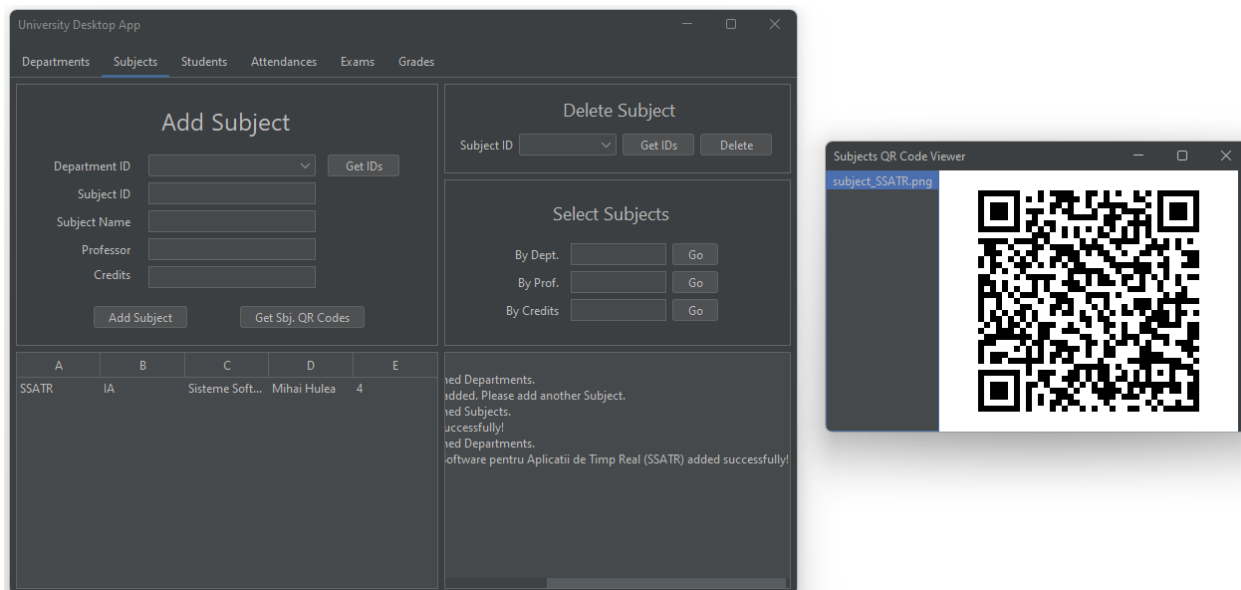 University Desktop App
Departments Subjects Students Attendances Exams Grades
Add Subject
Department ID Get IDs
Subject ID
Subject Name
Professor
Credits
Add Subject Get Sbj. QR Codes
Delete Subject
Subject ID Get IDs Delete
Select Subjects
By Dept. Go
By Prof. Go
By Credits Go
A B C D E
SSATR IA Sisteme Soft... Mihai Hulea 4
ned Departments.
added. Please add another Subject.
ned Subjects.
uccessfully!
ned Departments.
oftware pentru Aplicatii de Timp Real (SSATR) added successfully!
Subjects QR Code Viewer
subject_SSATR.png